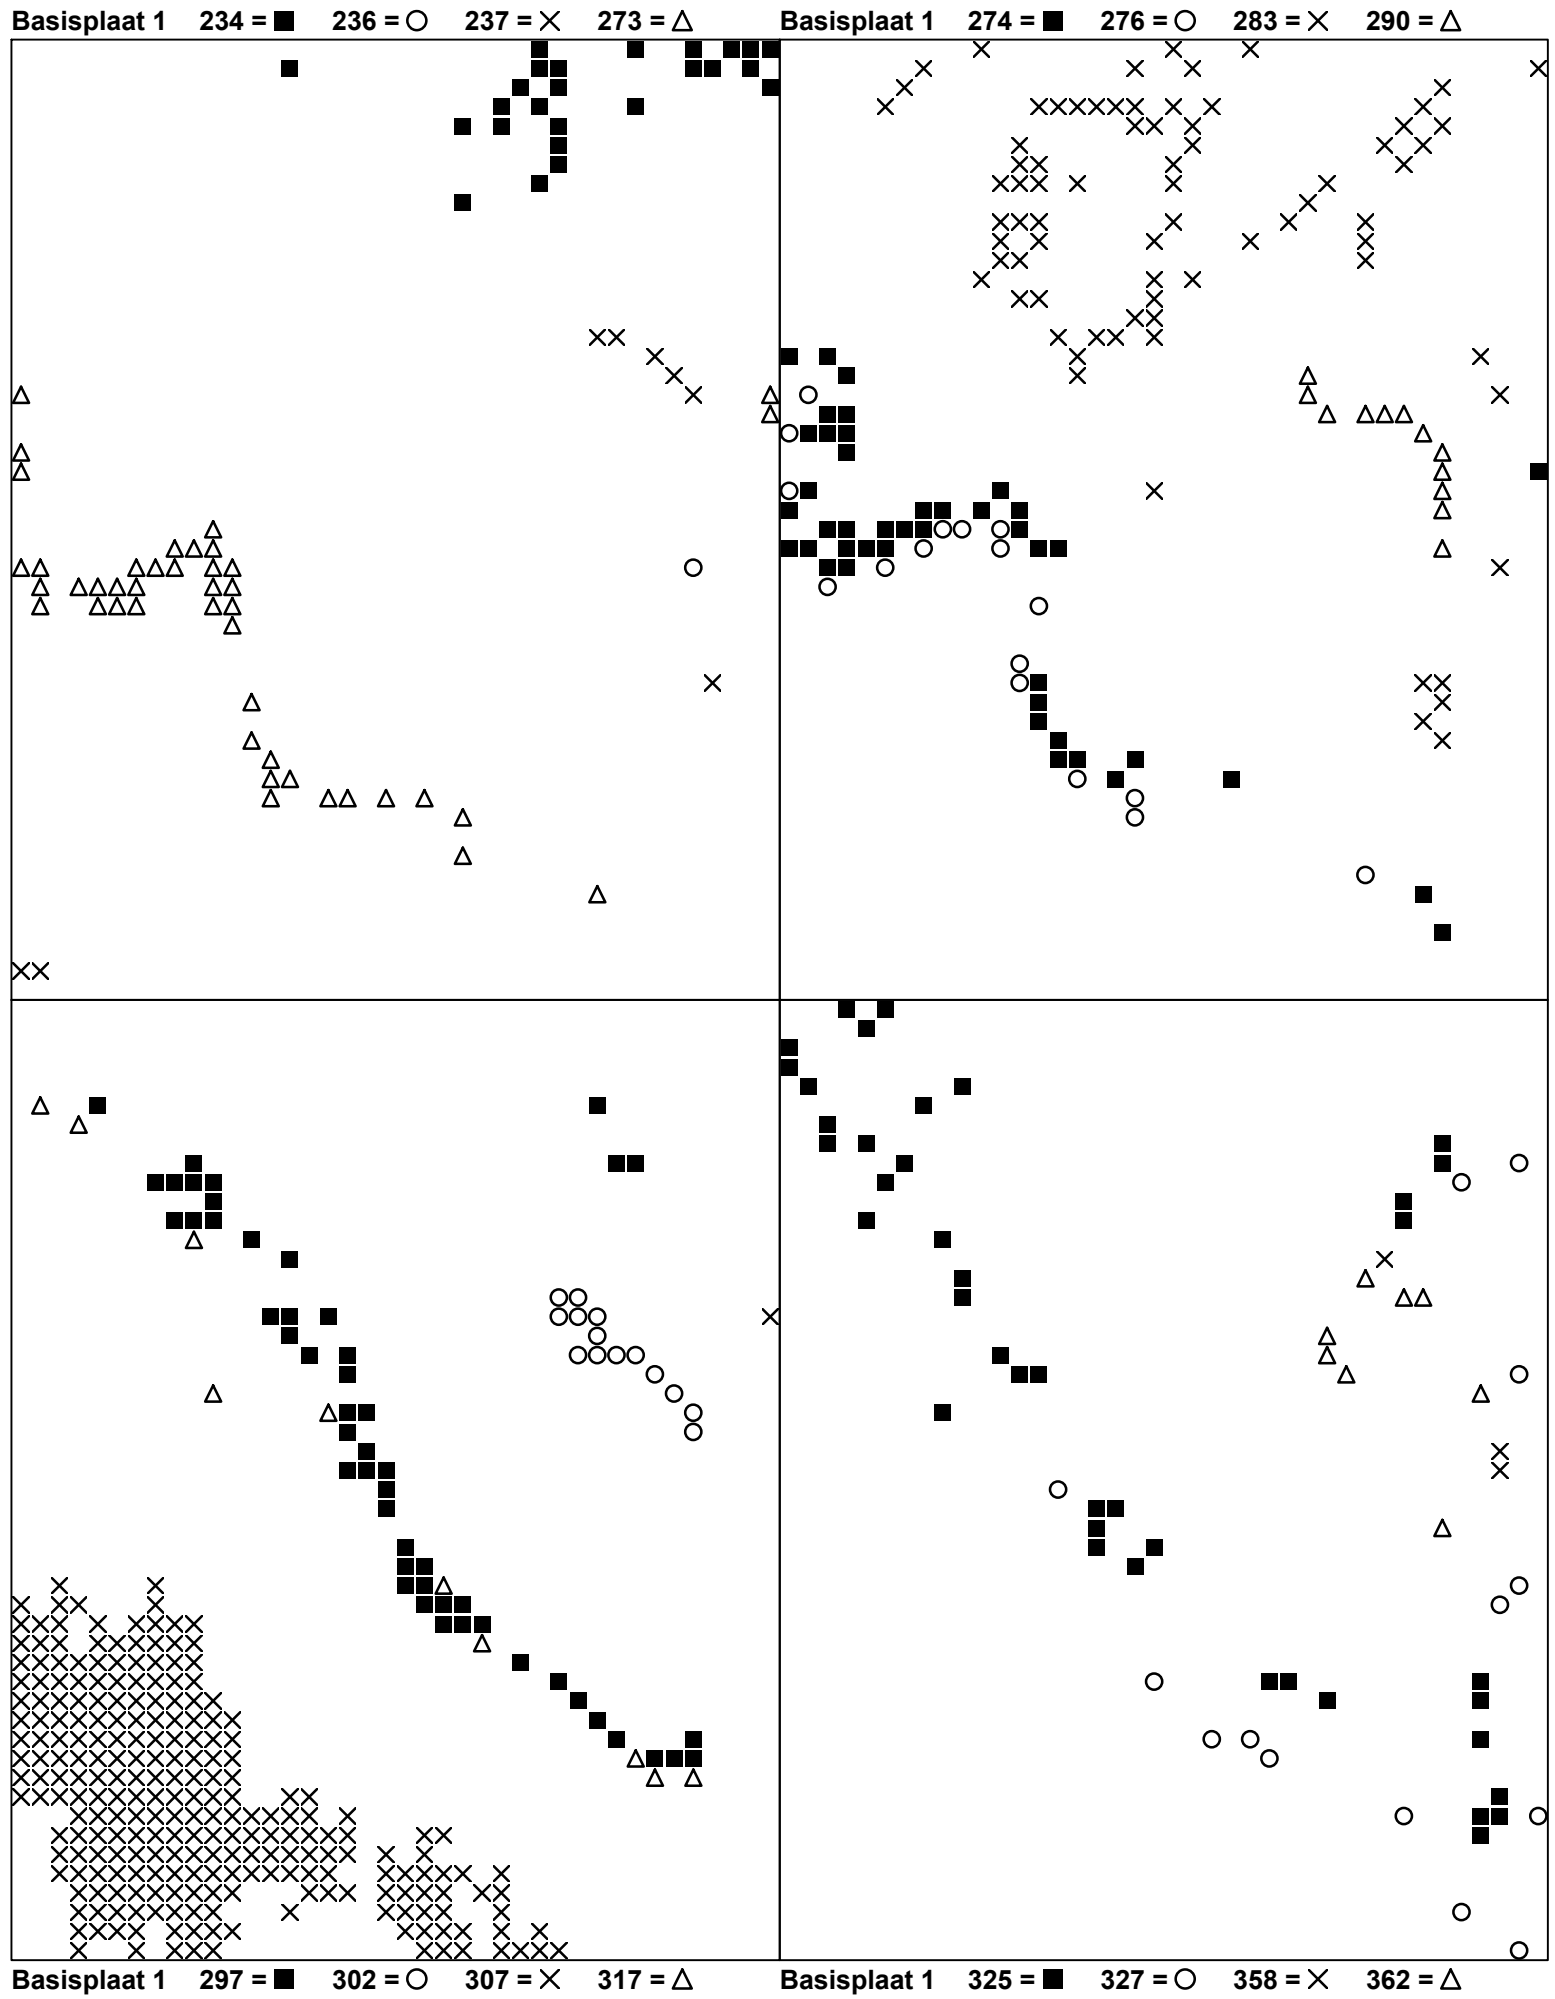 Basisplaat 1 234 = ■ 236 = ○ 237 = × 273 = △
Basisplaat 1 274 = ■ 276 = ○ 283 = × 290 = △
Basisplaat 1 297 = ■ 302 = ○ 307 = × 317 = △
Basisplaat 1 325 = ■ 327 = ○ 358 = × 362 = △